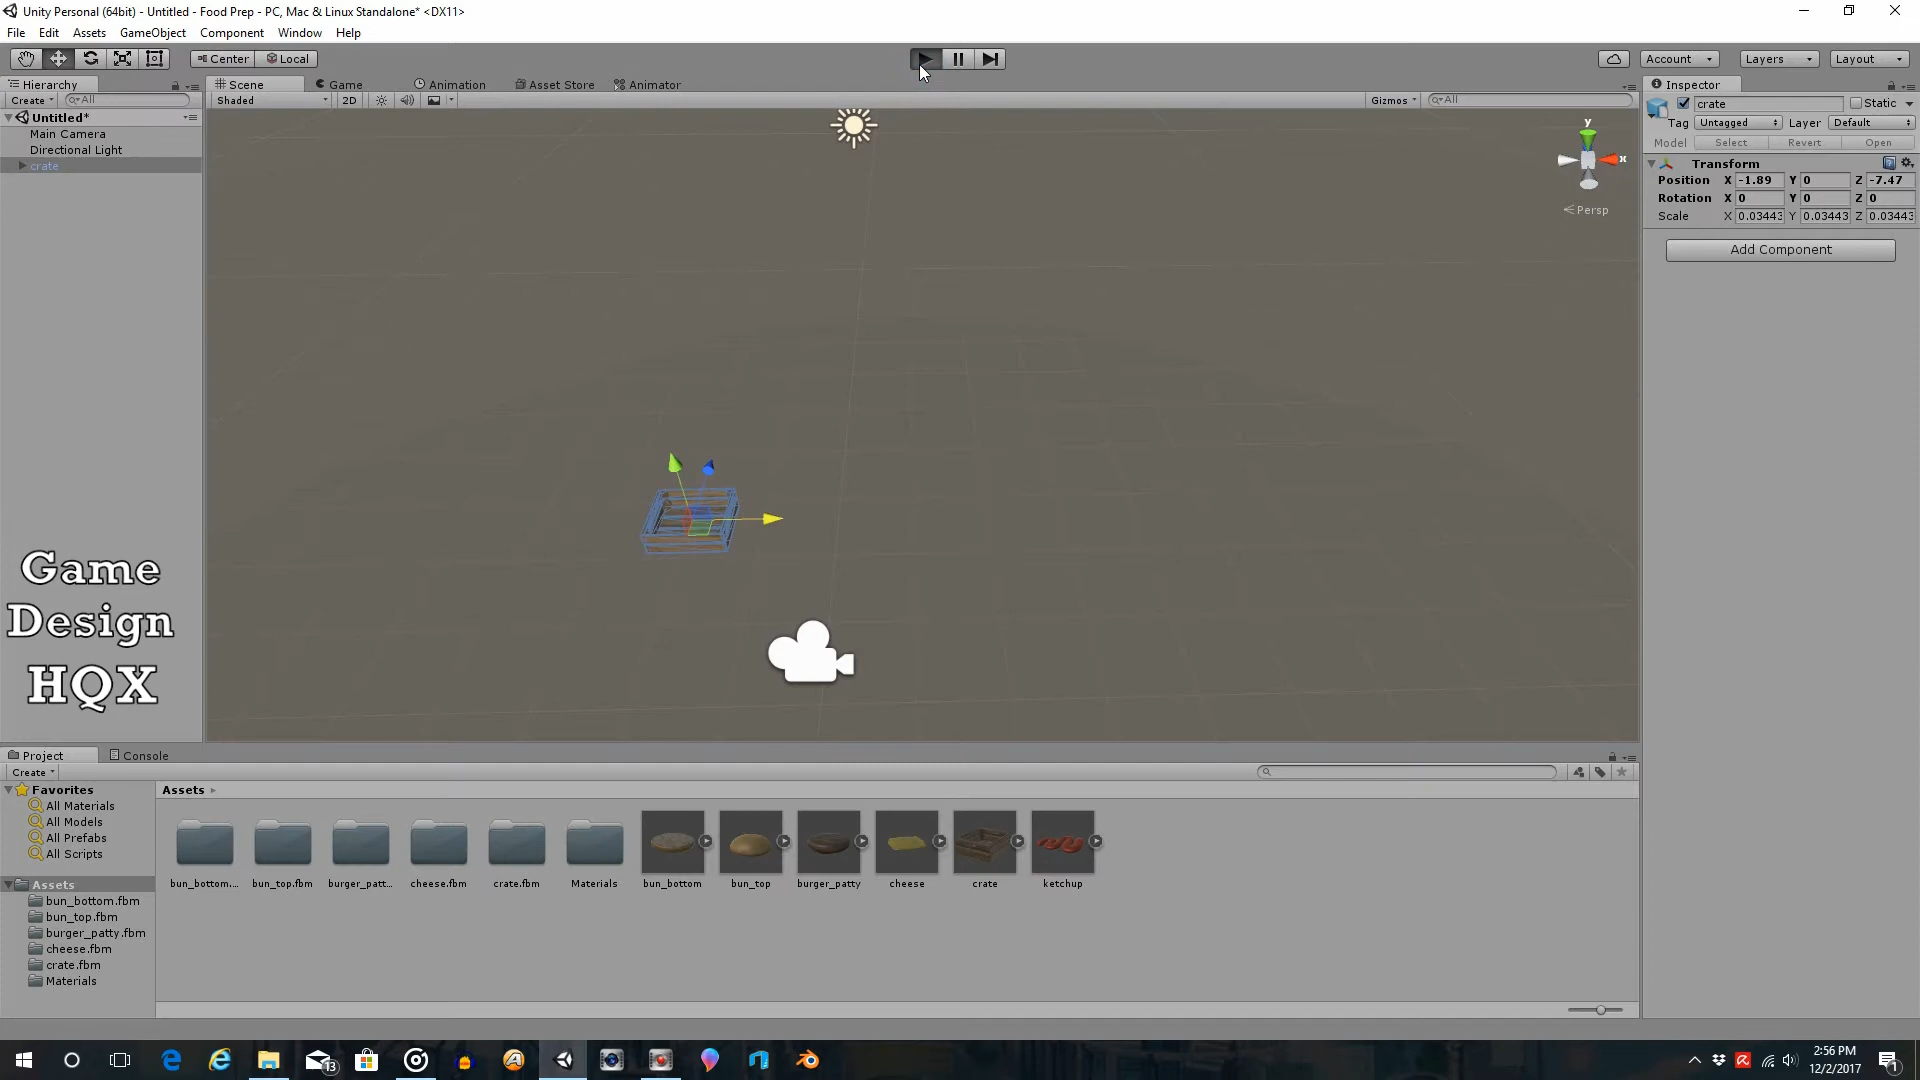 Unity Personal (64bit) - Untitled - Food Prep - PC, Mac & Linux Standalone* <DX11>
File Edit Assets GameObject Component Window Help
Center Local Account Layers Layout
Hierarchy Scene Game Animation Asset Store Animator Inspector
Create All Shaded 2D Gizmos All crate Static
Untitled* Tag Untagged Layer Default
Main Camera Model Select Revert Open
Directional Light Transform
crate Position X -1.89 Y 0 Z -7.47
Rotation X 0 Y 0 Z 0
Scale X 0.03443 Y 0.03443 Z 0.03443
Add Component
y
x
Persp
Game
Design
HQX
Project Console
Create
Favorites Assets
All Materials
All Models
All Prefabs
All Scripts
bun_bottom.... bun_top.fbm burger_patt... cheese.fbm crate.fbm Materials bun_bottom bun_top burger_patty cheese crate ketchup
Assets
bun_bottom.fbm
bun_top.fbm
burger_patty.fbm
cheese.fbm
crate.fbm
Materials
13
2:56 PM
12/2/2017
1